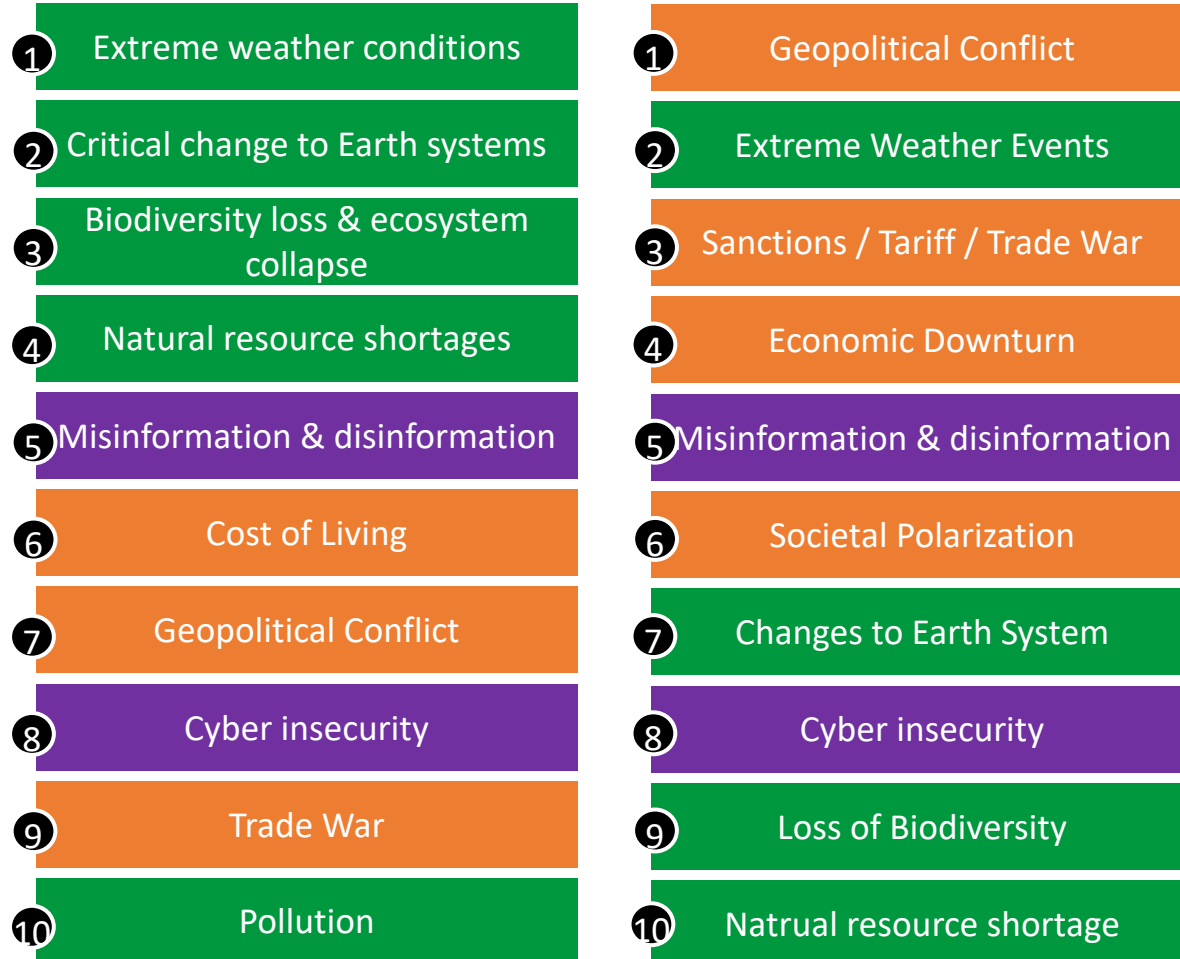 1 Extreme weather conditions
2 Critical change to Earth systems
3 Biodiversity loss & ecosystem
collapse
4 Natural resource shortages
5 Misinformation & disinformation
6 Cost of Living
7 Geopolitical Conflict
8 Cyber insecurity
9 Trade War
10 Pollution
1 Geopolitical Conflict
2 Extreme Weather Events
3 Sanctions / Tariff / Trade War
4 Economic Downturn
5 Misinformation & disinformation
6 Societal Polarization
7 Changes to Earth System
8 Cyber insecurity
9 Loss of Biodiversity
10 Natrual resource shortage